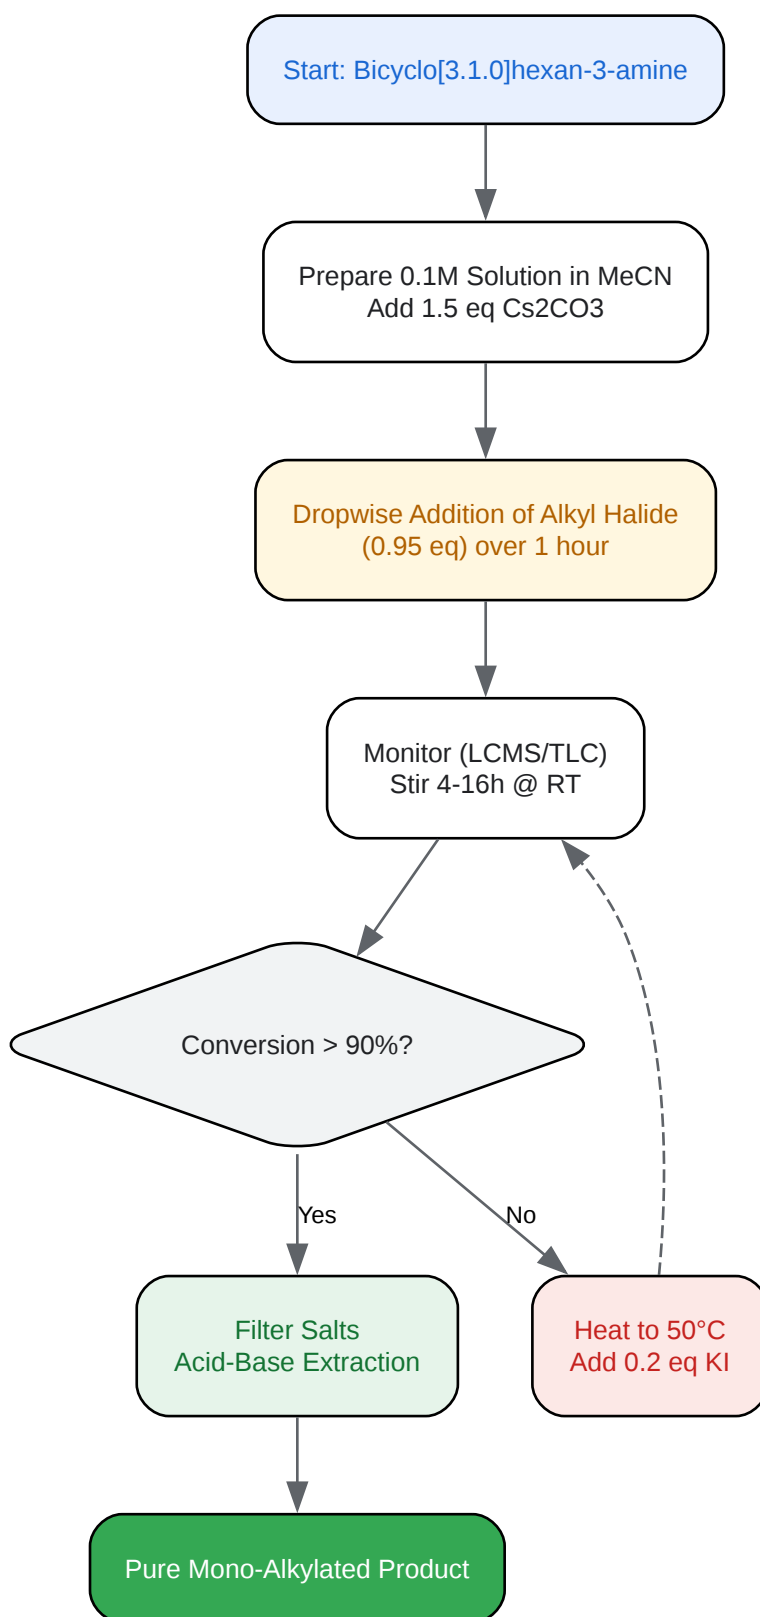 Start: Bicyclo[3.1.0]hexan-3-amine
Prepare 0.1M Solution in MeCN
Add 1.5 eq Cs2CO3
Dropwise Addition of Alkyl Halide
(0.95 eq) over 1 hour
Monitor (LCMS/TLC)
Stir 4-16h @ RT
Conversion > 90%?
Yes
No
Filter Salts
Acid-Base Extraction
Heat to 50°C
Add 0.2 eq KI
Pure Mono-Alkylated Product